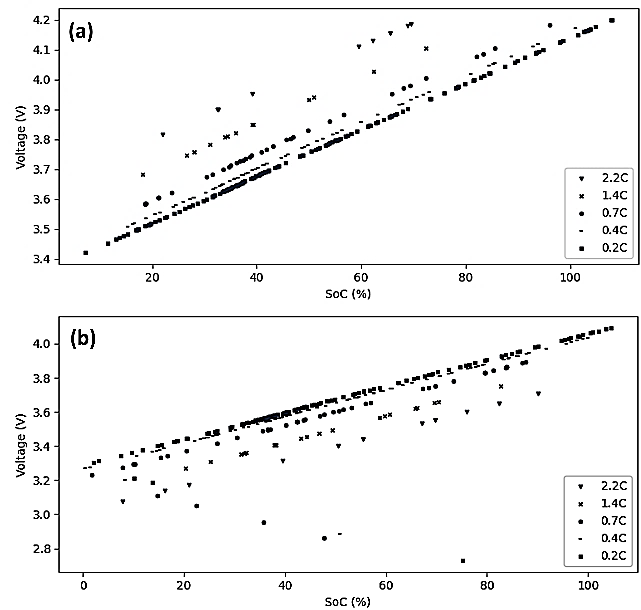 (a)
4.2
4.1
4.0
3.9
3.8
3.7
3.6
3.5
3.4
Voltage (V)
2.2C
1.4C
0.7C
0.4C
0.2C
20 40 60 80 100
SoC (%)
(b)
4.0
3.8
3.6
3.4
3.2
3.0
2.8
Voltage (V)
2.2C
1.4C
0.7C
0.4C
0.2C
0 20 40 60 80 100
SoC (%)